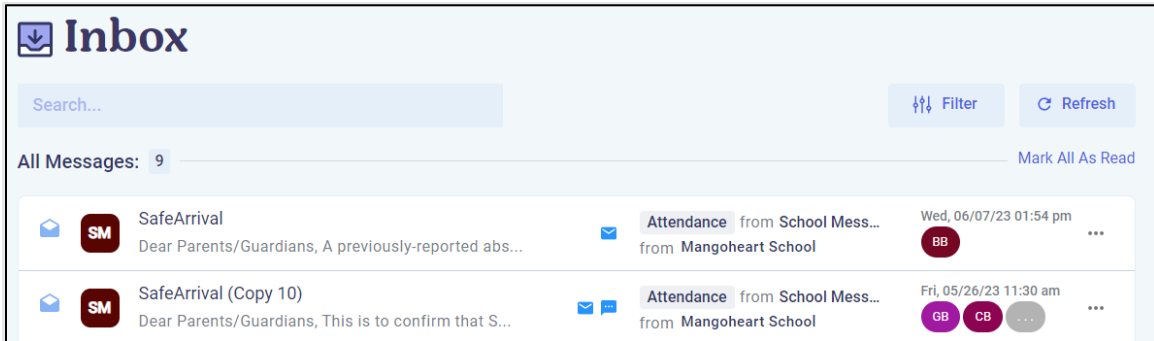 Inbox
Search...
Filter
Refresh
All Messages: 9
Mark All As Read
SM
SafeArrival
Dear Parents/Guardians, A previously-reported abs...
Attendance from School Mess...
from Mangoheart School
Wed, 06/07/23 01:54 pm
BB
...
SM
SafeArrival (Copy 10)
Dear Parents/Guardians, This is to confirm that S...
Attendance from School Mess...
from Mangoheart School
Fri, 05/26/23 11:30 am
GB CB ...
...